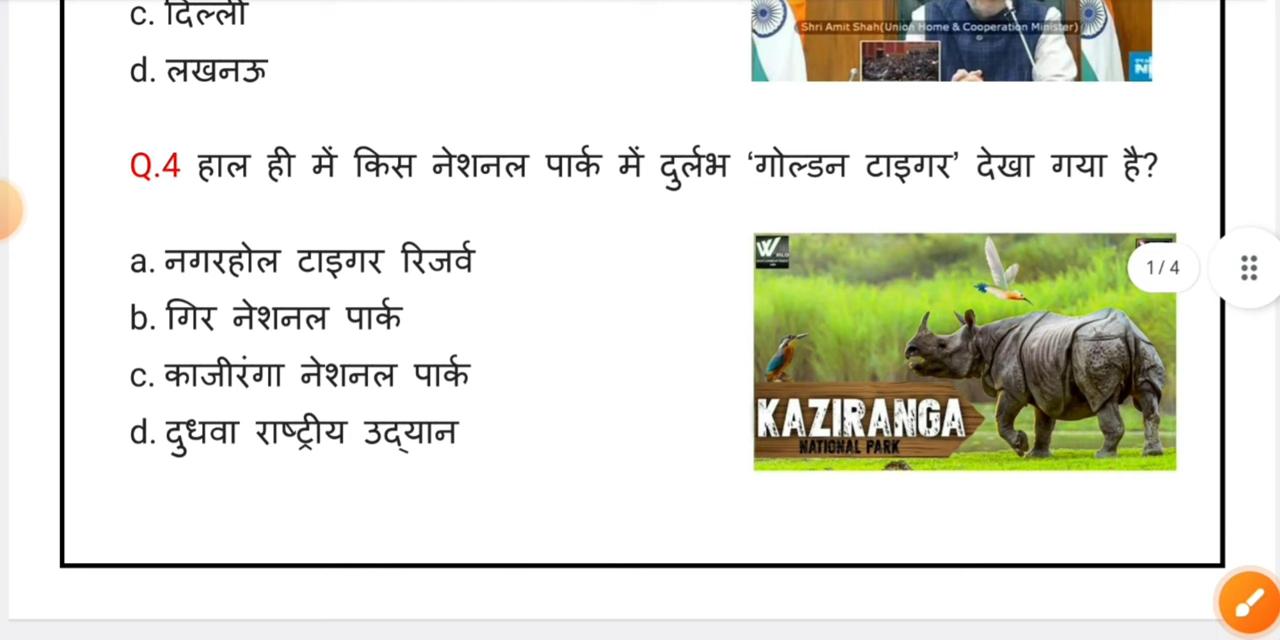 c. दिल्ली
d. लखनऊ
Shri Amit Shah(Union Home & Cooperation Minister)
Q.4 हाल ही में किस नेशनल पार्क में दुर्लभ ‘गोल्डन टाइगर’ देखा गया है?
a. नगरहोल टाइगर रिजर्व
b. गिर नेशनल पार्क
c. काजीरंगा नेशनल पार्क
d. दुधवा राष्ट्रीय उद्यान
1/4
KAZIRANGA
NATIONAL PARK